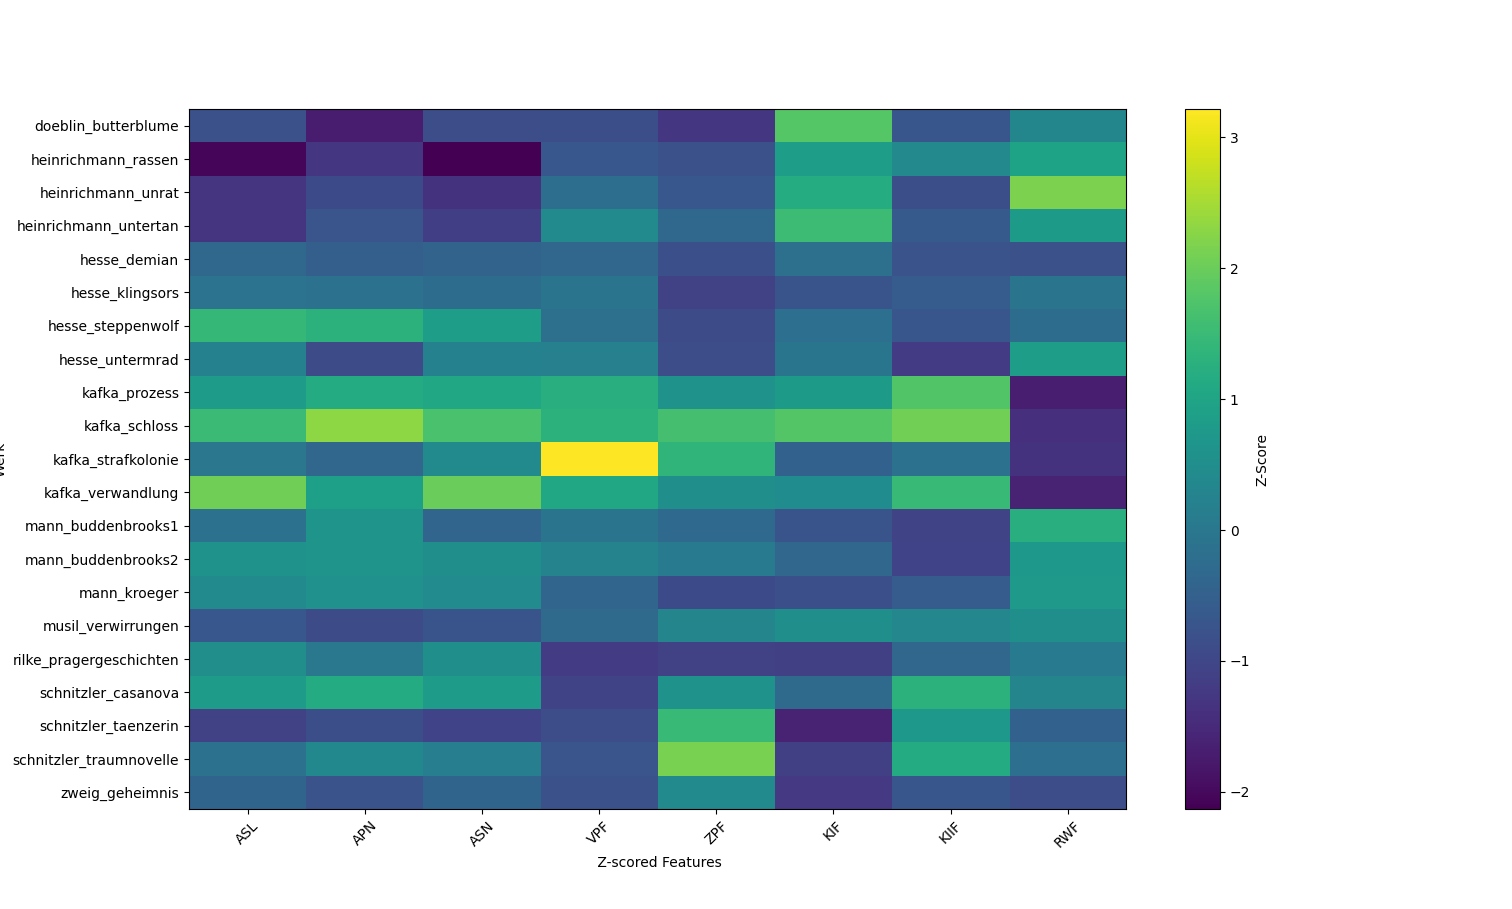 doeblin_butterblume
heinrichmann_rassen
heinrichmann_unrat
heinrichmann_untertan
hesse_demian
hesse_klingsors
hesse_steppenwolf
hesse_untermrad
kafka_prozess
kafka_schloss
kafka_strafkolonie
kafka_verwandlung
mann_buddenbrooks1
mann_buddenbrooks2
mann_kroeger
musil_verwirrungen
rilke_pragergeschichten
schnitzler_casanova
schnitzler_taenzerin
schnitzler_traumnovelle
zweig_geheimnis
ASL APN ASN VPF ZPF KIF KIIF RWF
Z-scored Features
3
2
1
0
−1
−2
Z-Score